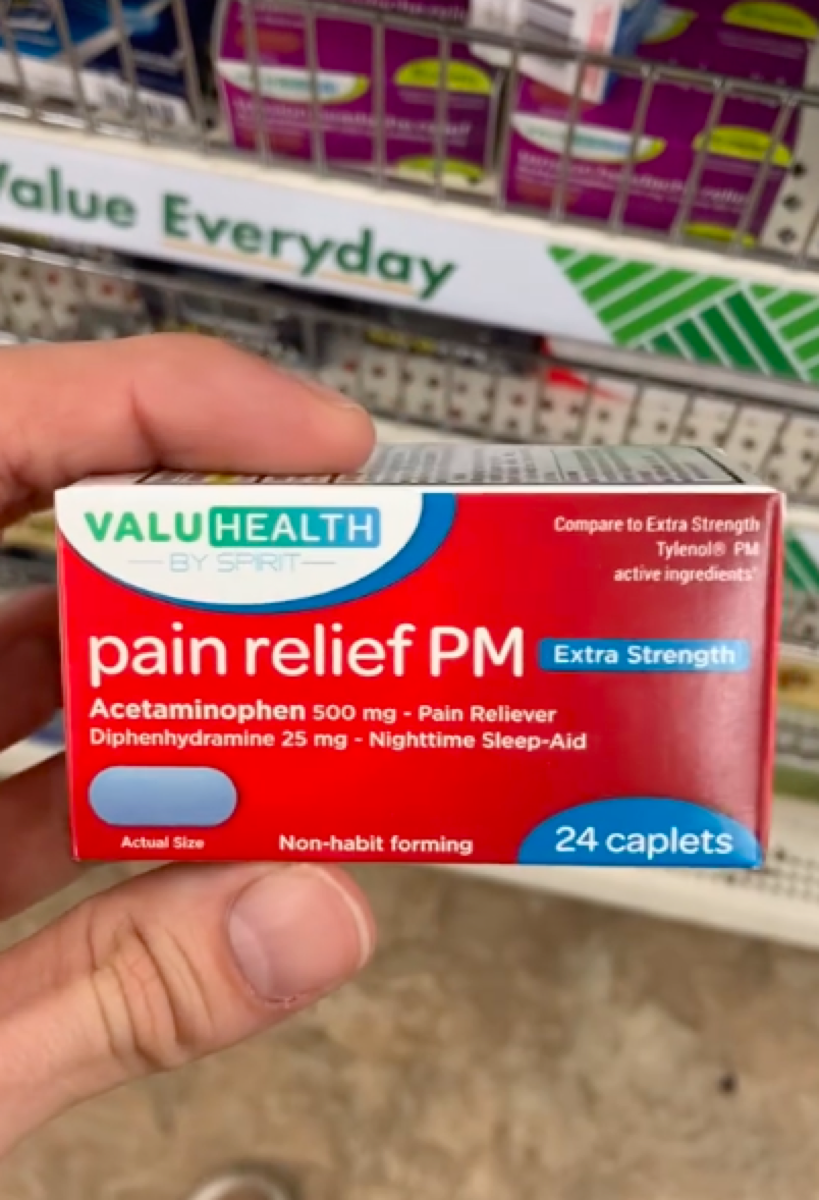 Value Everyday
VALUHEALTH
BY SPIRIT
Compare to Extra Strength
Tylenol® PM
active ingredients*
pain relief PM Extra Strength
Acetaminophen 500 mg - Pain Reliever
Diphenhydramine 25 mg - Nighttime Sleep-Aid
Actual Size
Non-habit forming
24 caplets